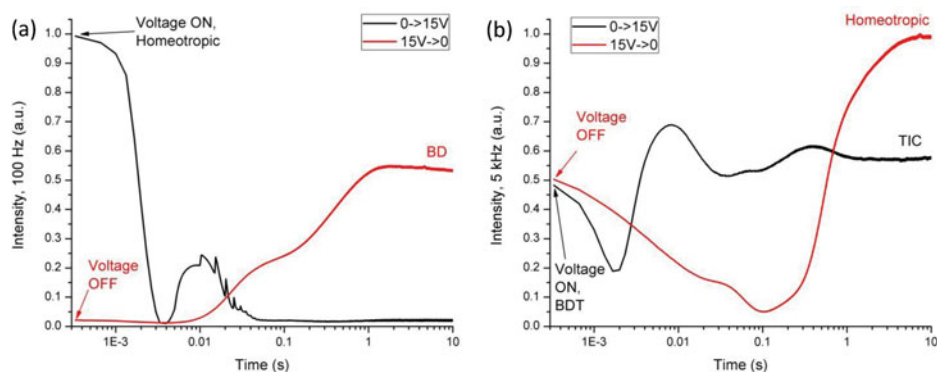 (a)
Voltage ON,
Homeotropic
0->15V
15V->0
BD
Voltage
OFF
Intensity, 100 Hz (a.u.)
1.0
0.9
0.8
0.7
0.6
0.5
0.4
0.3
0.2
0.1
0.0
1E-3
0.01
0.1
1
10
Time (s)
(b)
0->15V
15V->0
Homeotropic
Voltage
OFF
TIC
Voltage
ON,
BDT
Intensity, 5 kHz (a.u.)
1.0
0.9
0.8
0.7
0.6
0.5
0.4
0.3
0.2
0.1
0.0
1E-3
0.01
0.1
1
10
Time (s)